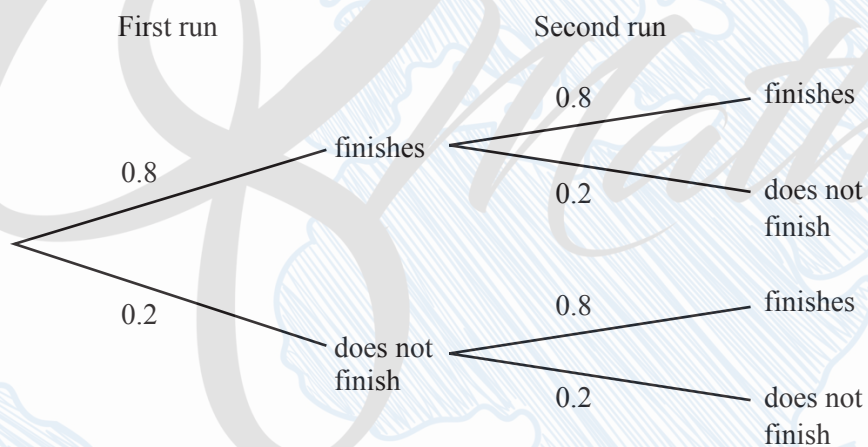 First run
Second run
0.8
finishes
0.8
finishes
0.2
does not
finish
0.2
does not
finish
0.8
finishes
0.2
does not
finish